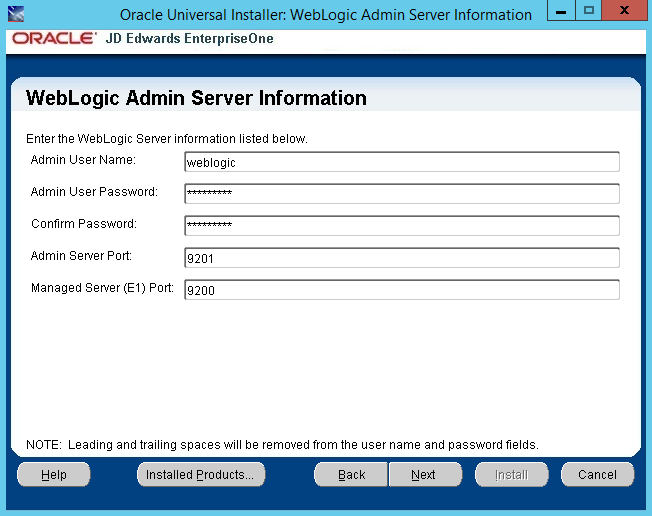 Oracle Universal Installer: WebLogic Admin Server Information
ORACLE JD Edwards EnterpriseOne
WebLogic Admin Server Information
Enter the WebLogic Server information listed below.
Admin User Name: weblogic
Admin User Password: *********
Confirm Password: *********
Admin Server Port: 9201
Managed Server (E1) Port: 9200
NOTE: Leading and trailing spaces will be removed from the user name and password fields.
Help Installed Products... Back Next Install Cancel